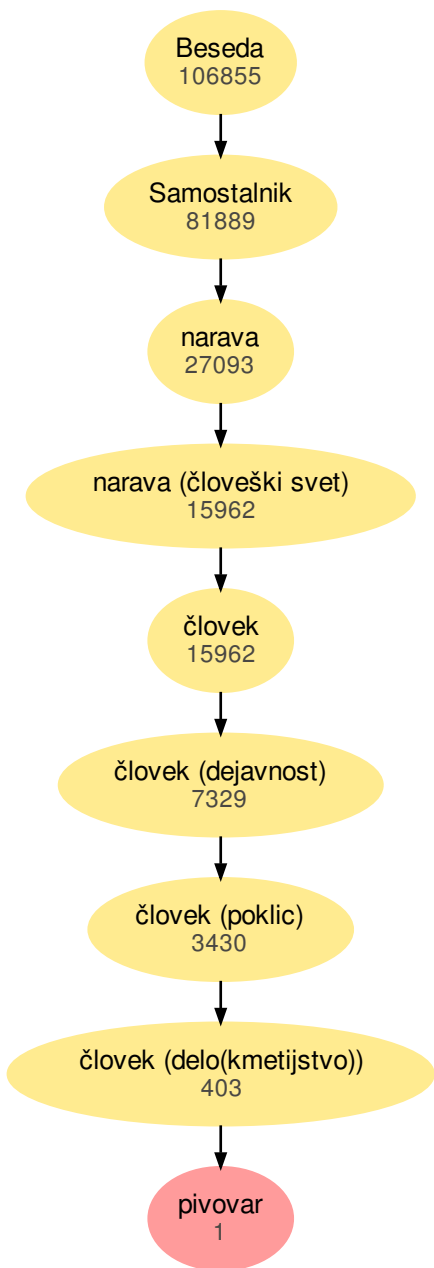 Beseda
106855
Samostalnik
81889
narava
27093
narava (človeški svet)
15962
človek
15962
človek (dejavnost)
7329
človek (poklic)
3430
človek (delo(kmetijstvo))
403
pivovar
1